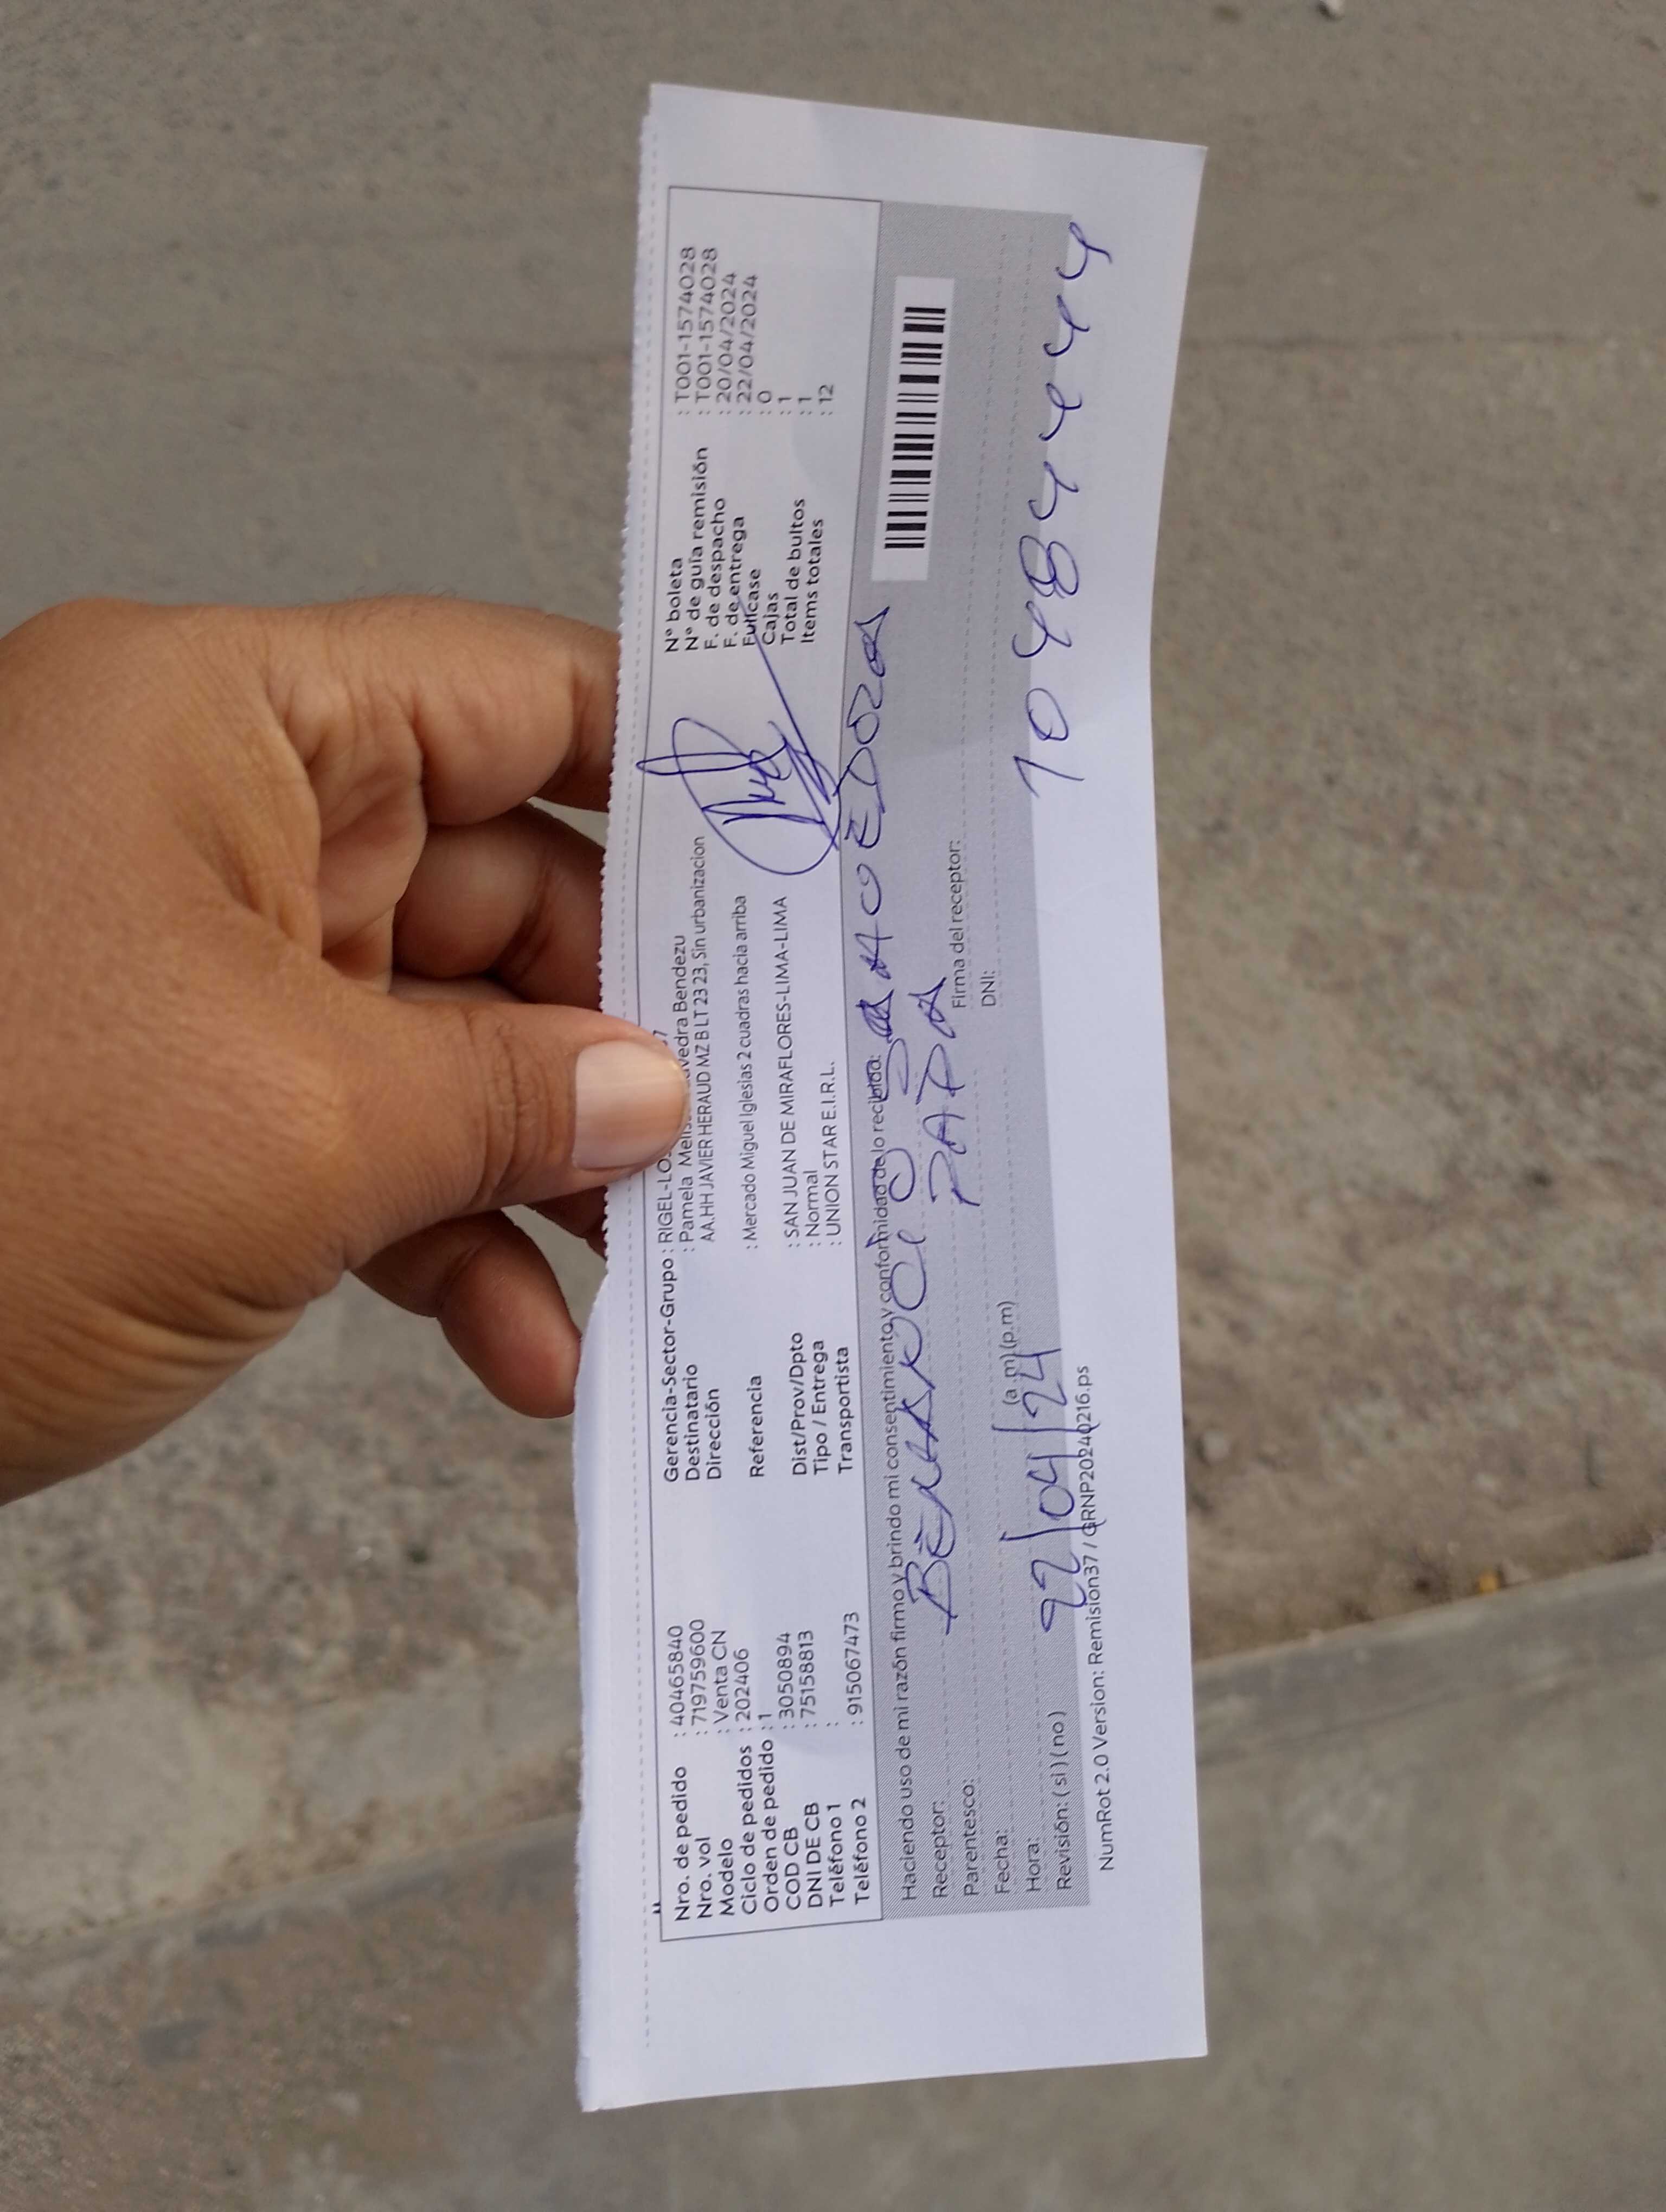 Nro. de pedido : 40465840
Nro. vol : 719759600
Modelo : Venta CN
Ciclo de pedidos : 202406
Orden de pedido : 1
COD CB : 3050894
DNI DE CB : 75158813
Teléfono 1 :
Teléfono 2 : 915067473
Gerencia-Sector-Grupo : RIGEL-LO
Destinatario : Pamela Bendezu
Dirección AA.HH JAVIER HERAUD MZ B LT 23 23, Sin urbanizacion
Referencia : Mercado Miguel Iglesias 2 cuadras hacia arriba
Dist/Prov/Dpto : SAN JUAN DE MIRAFLORES-LIMA-LIMA
Tipo / Entrega : Normal
Transportista : UNION STAR E.I.R.L.
N° boleta : T001-1574028
N° de guía remisión : T001-1574028
F. de despacho : 20/04/2024
F. de entrega : 22/04/2024
Fullcase : 0
Cajas : 1
Total de bultos : 1
Items totales : 12
Haciendo uso de mi razón firmo y brindo mi consentimiento y conformidad de lo recibido:
Receptor:
Parentesco: PAPA
Fecha: 22/04/24
Hora: (a.m) (p.m)
Revisión: ( si ) ( no )
Firma del receptor:
DNI: 10484444
NumRot 2.0 Version: Remision37 / GRNP20240216.ps